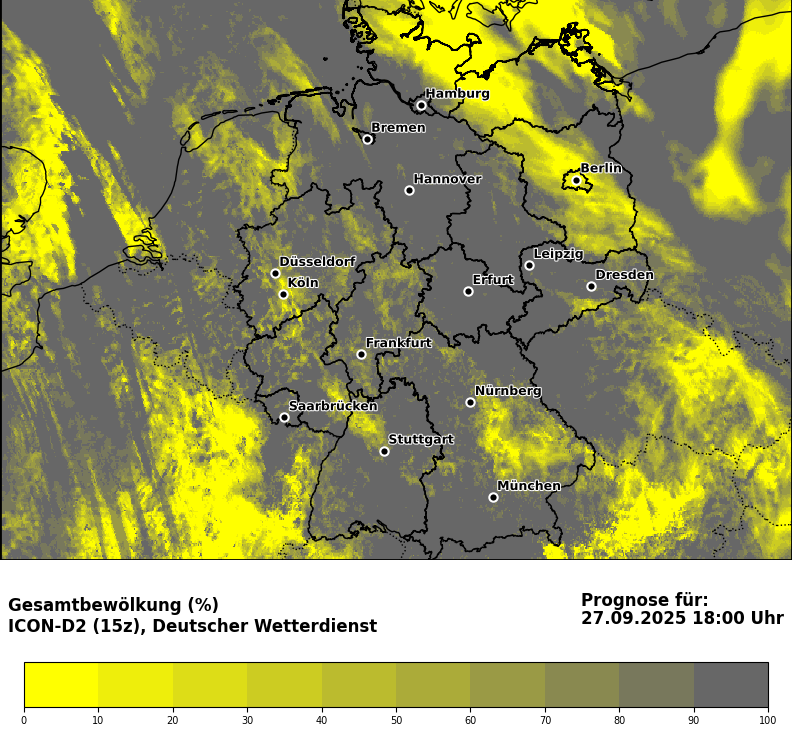 Hamburg
Bremen
Berlin
Hannover
Leipzig
Düsseldorf
Dresden
Erfurt
Köln
Frankfurt
Nürnberg
Saarbrücken
Stuttgart
München
Gesamtbewölkung (%)
ICON-D2 (15z), Deutscher Wetterdienst
Prognose für:
27.09.2025 18:00 Uhr
0 10 20 30 40 50 60 70 80 90 100